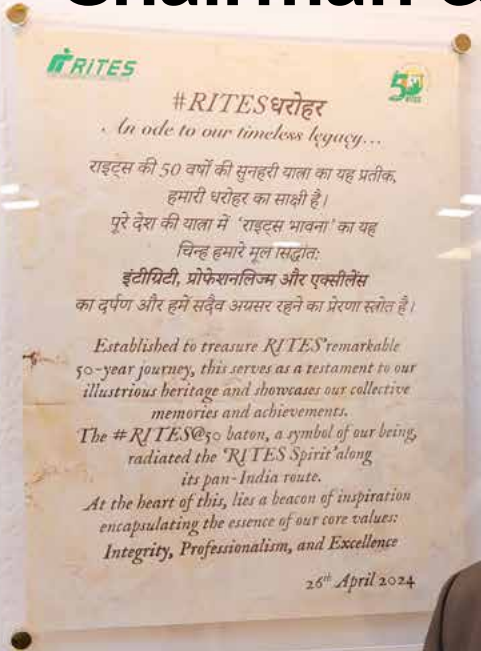 RITES
50
RITES
#RITESधरोहर
An ode to our timeless legacy...
राइट्स की 50 वर्षों की सुनहरी यात्रा का यह प्रतीक,
हमारी धरोहर का साक्षी है।
पूरे देश की यात्रा में 'राइट्स भावना' का यह
चिन्ह हमारे मूल सिद्धांत:
इंटीग्रिटी, प्रोफेशनलिज्म और एक्सीलेंस
का दर्पण और हमें सदैव अग्रसर रहने का प्रेरणा स्त्रोत है।
Established to treasure RITES' remarkable
50-year journey, this serves as a testament to our
illustrious heritage and showcases our collective
memories and achievements.
The #RITES@50 baton, a symbol of our being,
radiated the 'RITES Spirit' along
its pan-India route.
At the heart of this, lies a beacon of inspiration
encapsulating the essence of our core values:
Integrity, Professionalism, and Excellence
26th April 2024